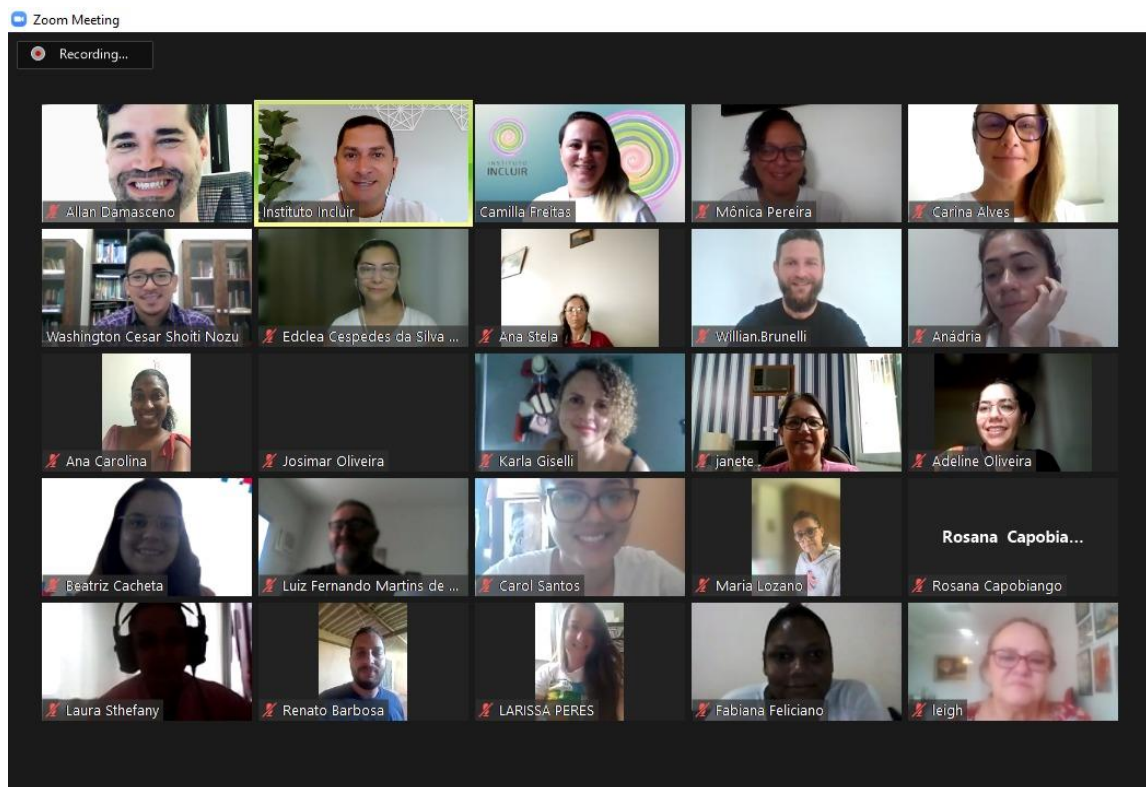 Zoom Meeting
Recording...
Allan Damasceno
Instituto Incluir
INSTITUTO
INCLUIR
Camilla Freitas
Mônica Pereira
Carina Alves
Washington Cesar Shoiti Nozu
Edclea Cespedes da Silva ...
Ana Stela
Willian.Brunelli
Anádria
Ana Carolina
Josimar Oliveira
Karla Giselli
janete
Adeline Oliveira
Beatriz Cacheta
Luiz Fernando Martins de ...
Carol Santos
Maria Lozano
Rosana Capobia...
Rosana Capobiango
Laura Sthefany
Renato Barbosa
LARISSA PERES
Fabiana Feliciano
leigh